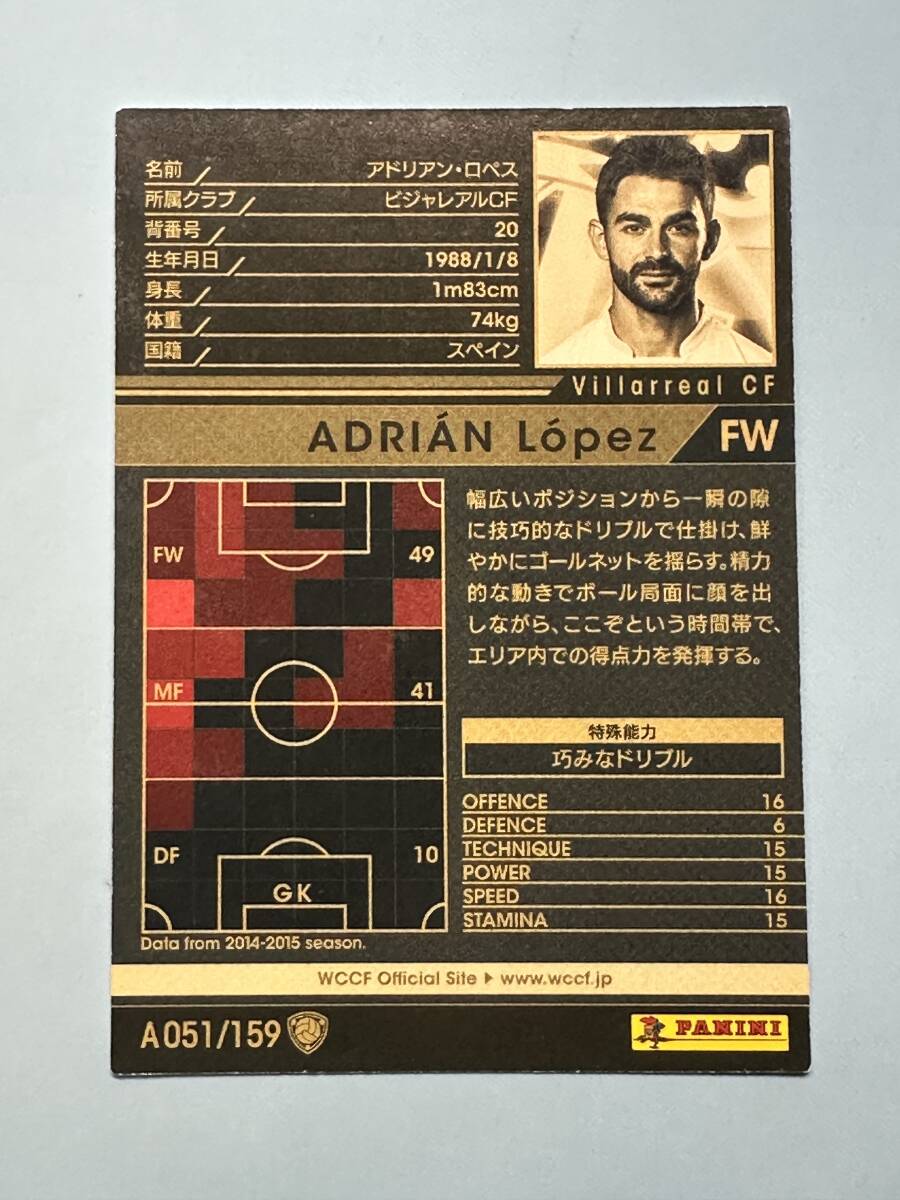 名前 アドリアン・ロペス
所属クラブ ビジャレアルCF
背番号 20
生年月日 1988/1/8
身長 1m83cm
体重 74kg
国籍 スペイン
Villarreal CF
ADRIÁN López FW
FW 49
MF 41
DF 10
GK
Data from 2014-2015 season.
幅広いポジションから一瞬の隙
に技巧的なドリブルで仕掛け、鮮
やかにゴールネットを揺らす。精力
的な動きでボール局面に顔を出
しながら、ここぞという時間帯で、
エリア内での得点力を発揮する。
特殊能力
巧みなドリブル
OFFENCE 16
DEFENCE 6
TECHNIQUE 15
POWER 15
SPEED 16
STAMINA 15
WCCF Official Site ▶ www.wccf.jp
A051/159
PANINI